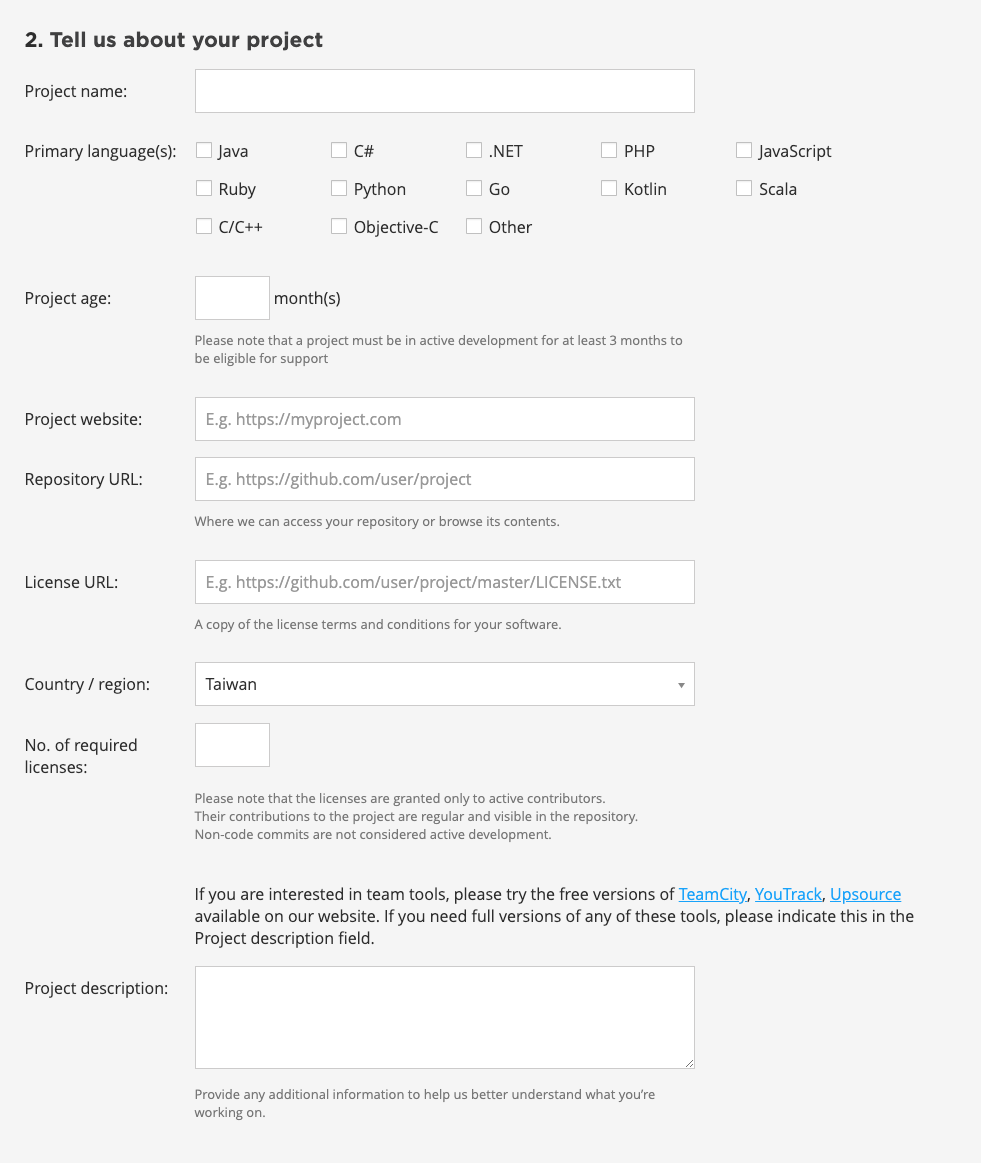 2. Tell us about your project
Project name:
Primary language(s): Java C# .NET PHP JavaScript
Ruby Python Go Kotlin Scala
C/C++ Objective-C Other
Project age: month(s)
Please note that a project must be in active development for at least 3 months to
be eligible for support
Project website: E.g. https://myproject.com
Repository URL: E.g. https://github.com/user/project
Where we can access your repository or browse its contents.
License URL: E.g. https://github.com/user/project/master/LICENSE.txt
A copy of the license terms and conditions for your software.
Country / region: Taiwan
No. of required
licenses:
Please note that the licenses are granted only to active contributors.
Their contributions to the project are regular and visible in the repository.
Non-code commits are not considered active development.
If you are interested in team tools, please try the free versions of TeamCity, YouTrack, Upsource
available on our website. If you need full versions of any of these tools, please indicate this in the
Project description field.
Project description:
Provide any additional information to help us better understand what you’re
working on.